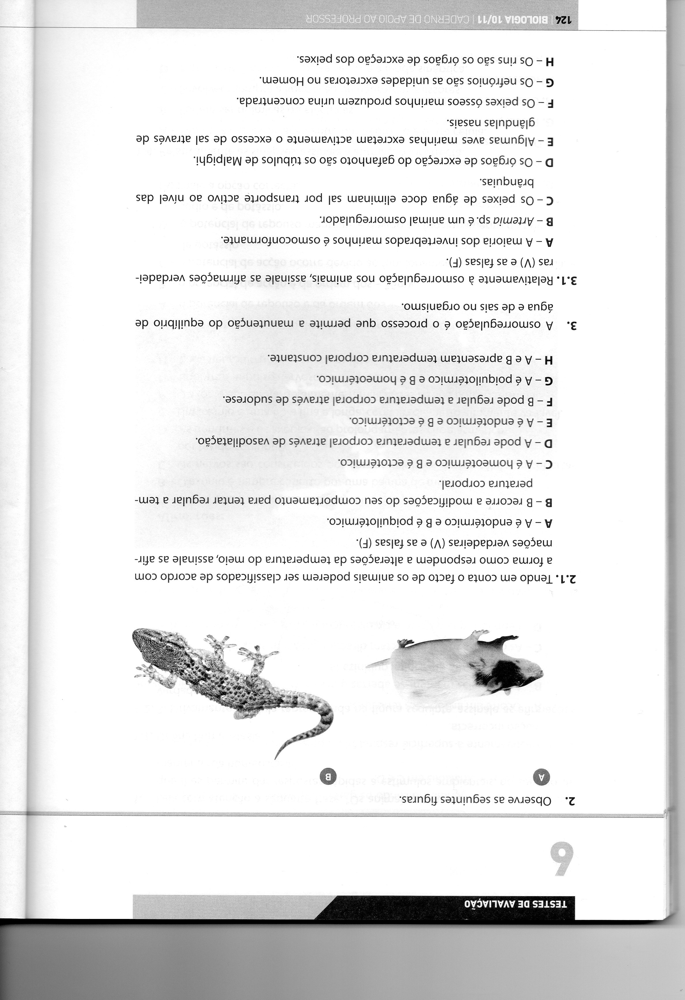 TESTES DE AVALIAÇÃO
6
2. Observe as seguintes figuras.
A B
2.1. Tendo em conta o facto de os animais poderem ser classificados de acordo com
a forma como respondem a alterações da temperatura do meio, assinale as afir-
mações verdadeiras (V) e as falsas (F).
A – A é endotérmico e B é poiquilotérmico.
B – B recorre a modificações do seu comportamento para tentar regular a tem-
peratura corporal.
C – A é homeotérmico e B é ectotérmico.
D – A pode regular a temperatura corporal através de vasodilatação.
E – A é endotérmico e B é ectotérmico.
F – B pode regular a temperatura corporal através de sudorese.
G – A é poiquilotérmico e B é homeotérmico.
H – A e B apresentam temperatura corporal constante.
3. A osmorregulação é o processo que permite a manutenção do equilíbrio de
água e de sais no organismo.
3.1. Relativamente à osmorregulação nos animais, assinale as afirmações verdadei-
ras (V) e as falsas (F).
A – A maioria dos invertebrados marinhos é osmoconformante.
B – Artemia sp. é um animal osmorregulador.
C – Os peixes de água doce eliminam sal por transporte activo ao nível das
brânquias.
D – Os órgãos de excreção do gafanhoto são os túbulos de Malpighi.
E – Algumas aves marinhas excretam activamente o excesso de sal através de
glândulas nasais.
F – Os peixes ósseos marinhos produzem urina concentrada.
G – Os nefrónios são as unidades excretoras no Homem.
H – Os rins são os órgãos de excreção dos peixes.
124 | BIOLOGIA 10/11 | CADERNO DE APOIO AO PROFESSOR